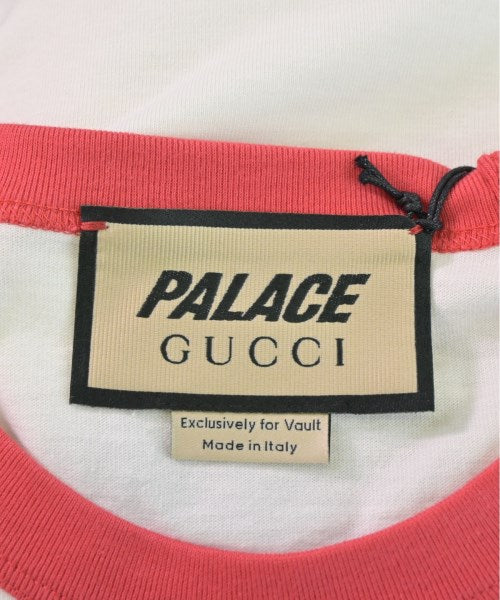 PALACE
GUCCI
Exclusively for Vault
Made in Italy